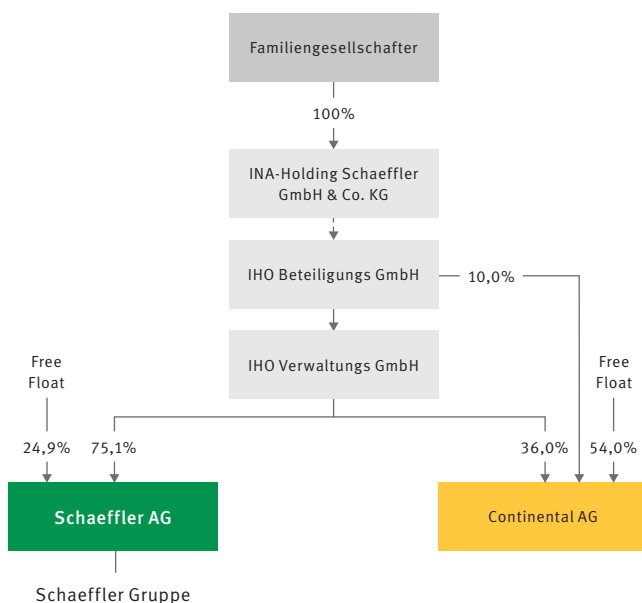 Familiengesellschafter
100%
INA-Holding Schaeffler
GmbH & Co. KG
IHO Beteiligungs GmbH
10,0%
IHO Verwaltungs GmbH
Free
Float
Free
Float
24,9%
75,1%
36,0%
54,0%
Schaeffler AG
Continental AG
Schaeffler Gruppe